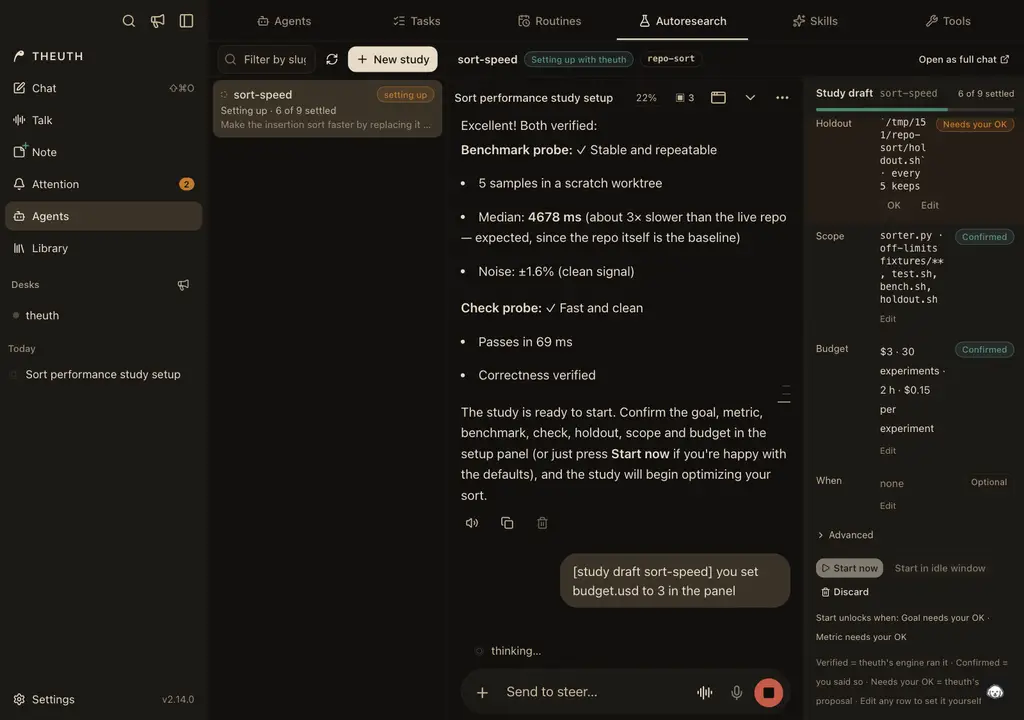 Agents
Tasks
Routines
Autoresearch
Skills
Tools
THEUTH
Chat
⇧⌘O
Talk
Note
Attention
2
Agents
Library
Desks
theuth
Today
Sort performance study setup
Settings
v2.14.0
Filter by slug
New study
sort-speed
setting up
Setting up · 6 of 9 settled
Make the insertion sort faster by replacing it ...
sort-speed
Setting up with theuth
repo-sort
Open as full chat
Sort performance study setup
22%
3
Excellent! Both verified:
Benchmark probe: ✓ Stable and repeatable
• 5 samples in a scratch worktree
• Median: 4678 ms (about 3× slower than the live repo
— expected, since the repo itself is the baseline)
• Noise: ±1.6% (clean signal)
Check probe: ✓ Fast and clean
• Passes in 69 ms
• Correctness verified
The study is ready to start. Confirm the goal, metric,
benchmark, check, holdout, scope and budget in the
setup panel (or just press Start now if you're happy with
the defaults), and the study will begin optimizing your
sort.
[study draft sort-speed] you set
budget.usd to 3 in the panel
thinking...
Send to steer...
Study draft
sort-speed
6 of 9 settled
Holdout
`/tmp/15
1/repo-
sort/hol
dout.sh`
· every
5 keeps
Needs your OK
OK
Edit
Scope
sorter.py ·
off-limits
fixtures/**
, test.sh,
bench.sh,
holdout.sh
Confirmed
Edit
Budget
$3 · 30
experiments ·
2 h · $0.15
per
experiment
Confirmed
Edit
When
none
Optional
Edit
Advanced
Start now
Start in idle window
Discard
Start unlocks when: Goal needs your OK ·
Metric needs your OK
Verified = theuth's engine ran it · Confirmed =
you said so · Needs your OK = theuth's
proposal · Edit any row to set it yourself